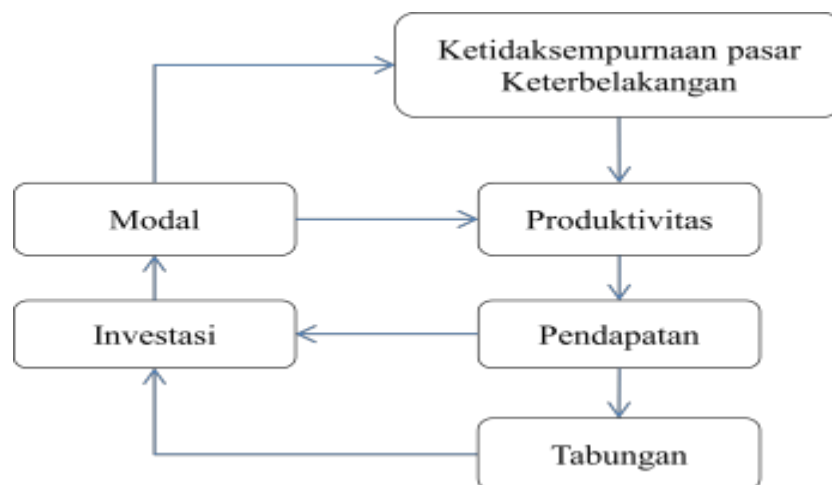 Ketidaksempurnaan pasar
Keterbelakangan
Modal
Produktivitas
Investasi
Pendapatan
Tabungan